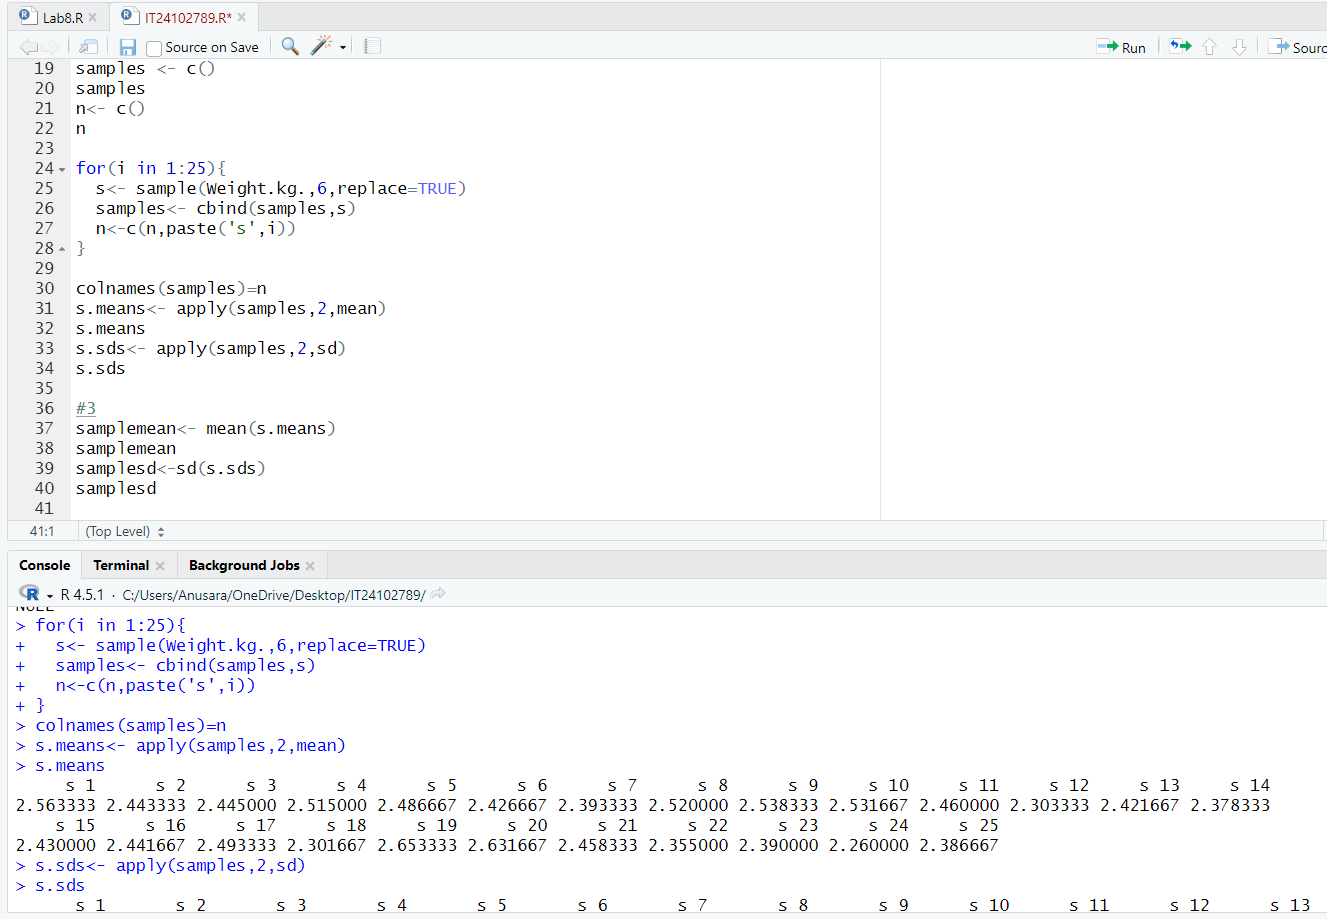 Lab8.R
IT24102789.R*
Source on Save
Run
Sourc
19 samples <- c()
20 samples
21 n<- c()
22 n
23
24 for(i in 1:25){
25   s<- sample(Weight.kg.,6,replace=TRUE)
26   samples<- cbind(samples,s)
27   n<-c(n,paste('s',i))
28 }
29
30 colnames(samples)=n
31 s.means<- apply(samples,2,mean)
32 s.means
33 s.sds<- apply(samples,2,sd)
34 s.sds
35
36 #3
37 samplemean<- mean(s.means)
38 samplemean
39 samplesd<-sd(s.sds)
40 samplesd
41
41:1 (Top Level)
Console Terminal Background Jobs
R R 4.5.1 · C:/Users/Anusara/OneDrive/Desktop/IT24102789/
NULL
> for(i in 1:25){
+   s<- sample(Weight.kg.,6,replace=TRUE)
+   samples<- cbind(samples,s)
+   n<-c(n,paste('s',i))
+ }
> colnames(samples)=n
> s.means<- apply(samples,2,mean)
> s.means
s 1 s 2 s 3 s 4 s 5 s 6 s 7 s 8 s 9 s 10 s 11 s 12 s 13 s 14
2.563333 2.443333 2.445000 2.515000 2.486667 2.426667 2.393333 2.520000 2.538333 2.531667 2.460000 2.303333 2.421667 2.378333
s 15 s 16 s 17 s 18 s 19 s 20 s 21 s 22 s 23 s 24 s 25
2.430000 2.441667 2.493333 2.301667 2.653333 2.631667 2.458333 2.355000 2.390000 2.260000 2.386667
> s.sds<- apply(samples,2,sd)
> s.sds
s 1 s 2 s 3 s 4 s 5 s 6 s 7 s 8 s 9 s 10 s 11 s 12 s 13